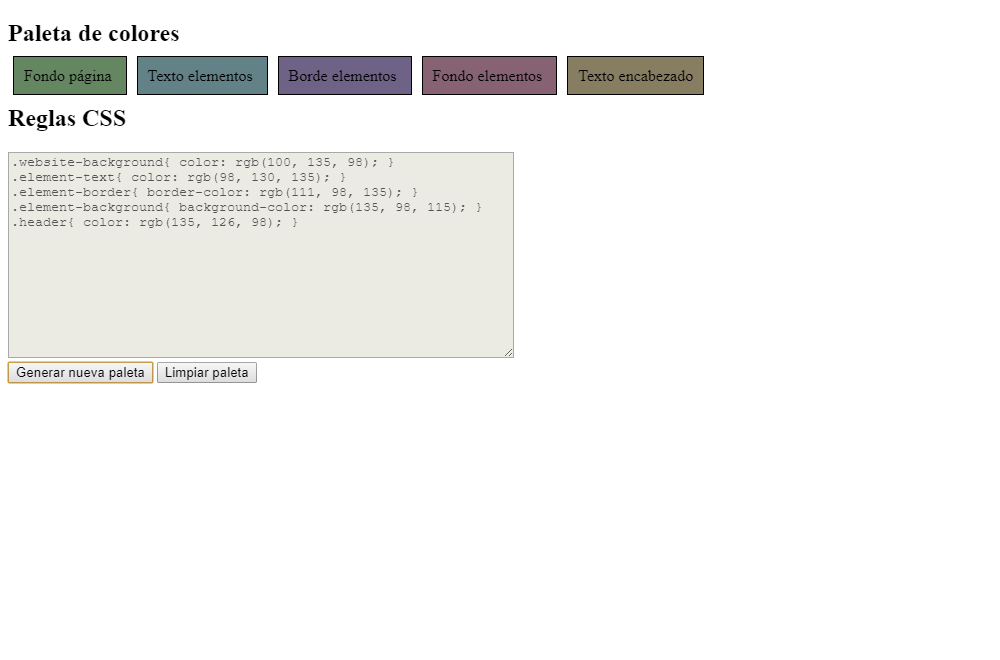 Paleta de colores
Fondo página Texto elementos Borde elementos Fondo elementos Texto encabezado
Reglas CSS
.website-background{ color: rgb(100, 135, 98); }
.element-text{ color: rgb(98, 130, 135); }
.element-border{ border-color: rgb(111, 98, 135); }
.element-background{ background-color: rgb(135, 98, 115); }
.header{ color: rgb(135, 126, 98); }
Generar nueva paleta Limpiar paleta